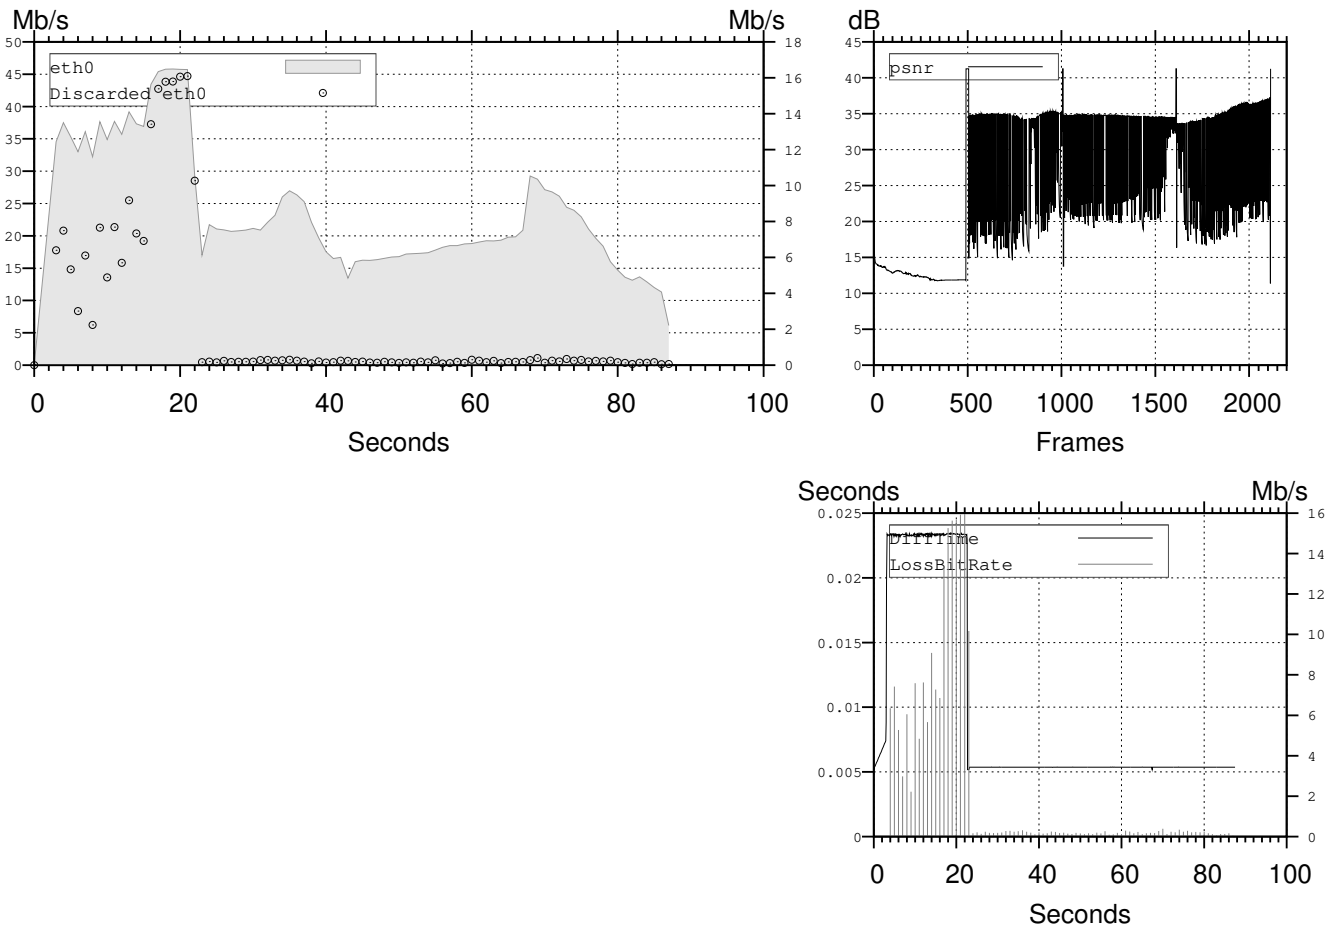 Mb/s Mb/s
50 18
45 16
40 14
35 12
30 10
25 8
20 6
15 4
10 2
5 0
0
eth0
Discarded eth0
0 20 40 60 80 100
Seconds
dB
45
40
35
30
25
20
15
10
5
0
psnr
0 500 1000 1500 2000
Frames
Seconds Mb/s
0.025 16
0.02 14
0.015 12
0.01 10
0.005 8
0 6
4
2
0
DiffTime
LossBitRate
0 20 40 60 80 100
Seconds